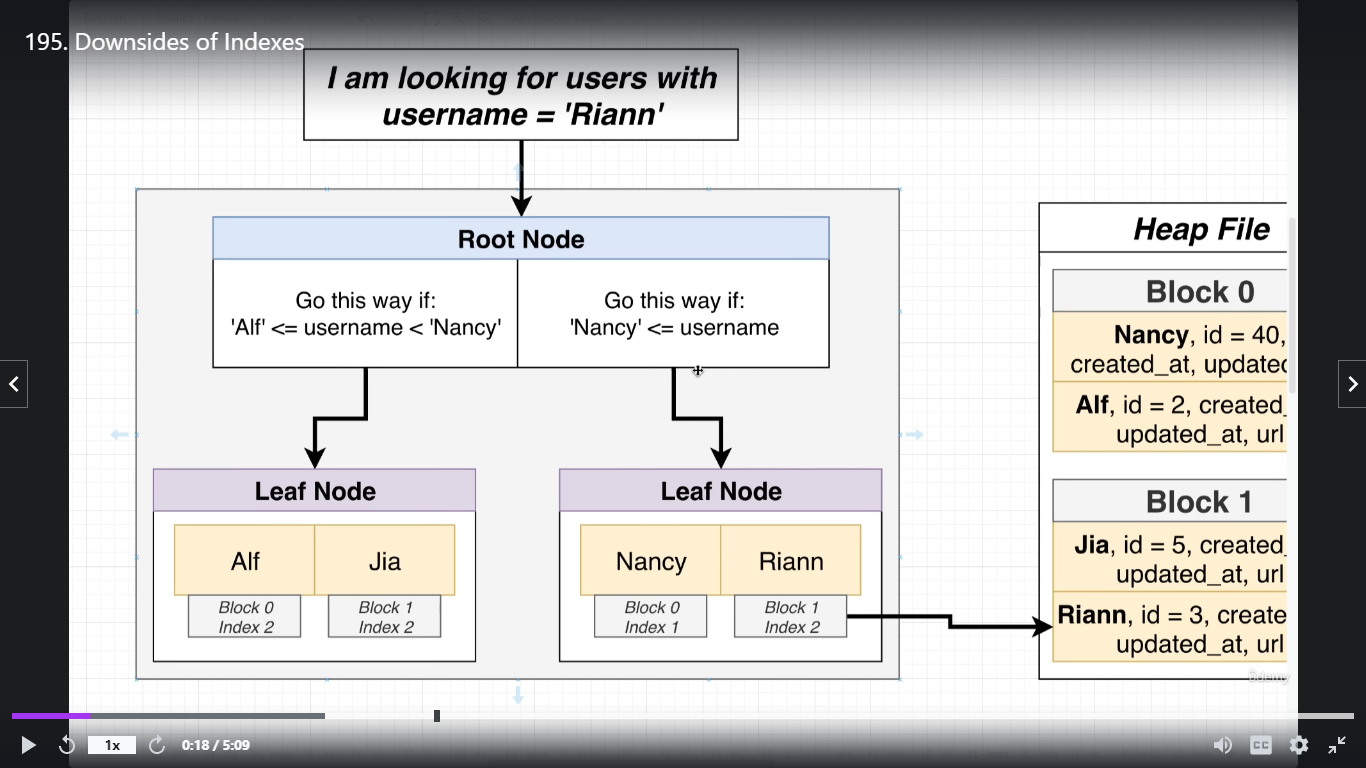 195. Downsides of Indexes
I am looking for users with
username = 'Riann'
Root Node
Go this way if:
'Alf' <= username < 'Nancy'
Go this way if:
'Nancy' <= username
Leaf Node
Alf
Jia
Block 0
Index 2
Block 1
Index 2
Leaf Node
Nancy
Riann
Block 0
Index 1
Block 1
Index 2
Heap File
Block 0
Nancy, id = 40,
created_at, updated
Alf, id = 2, created_
updated_at, url
Block 1
Jia, id = 5, created_
updated_at, url
Riann, id = 3, create
updated_at, url
ûdemy
1x
0:18 / 5:09
CC